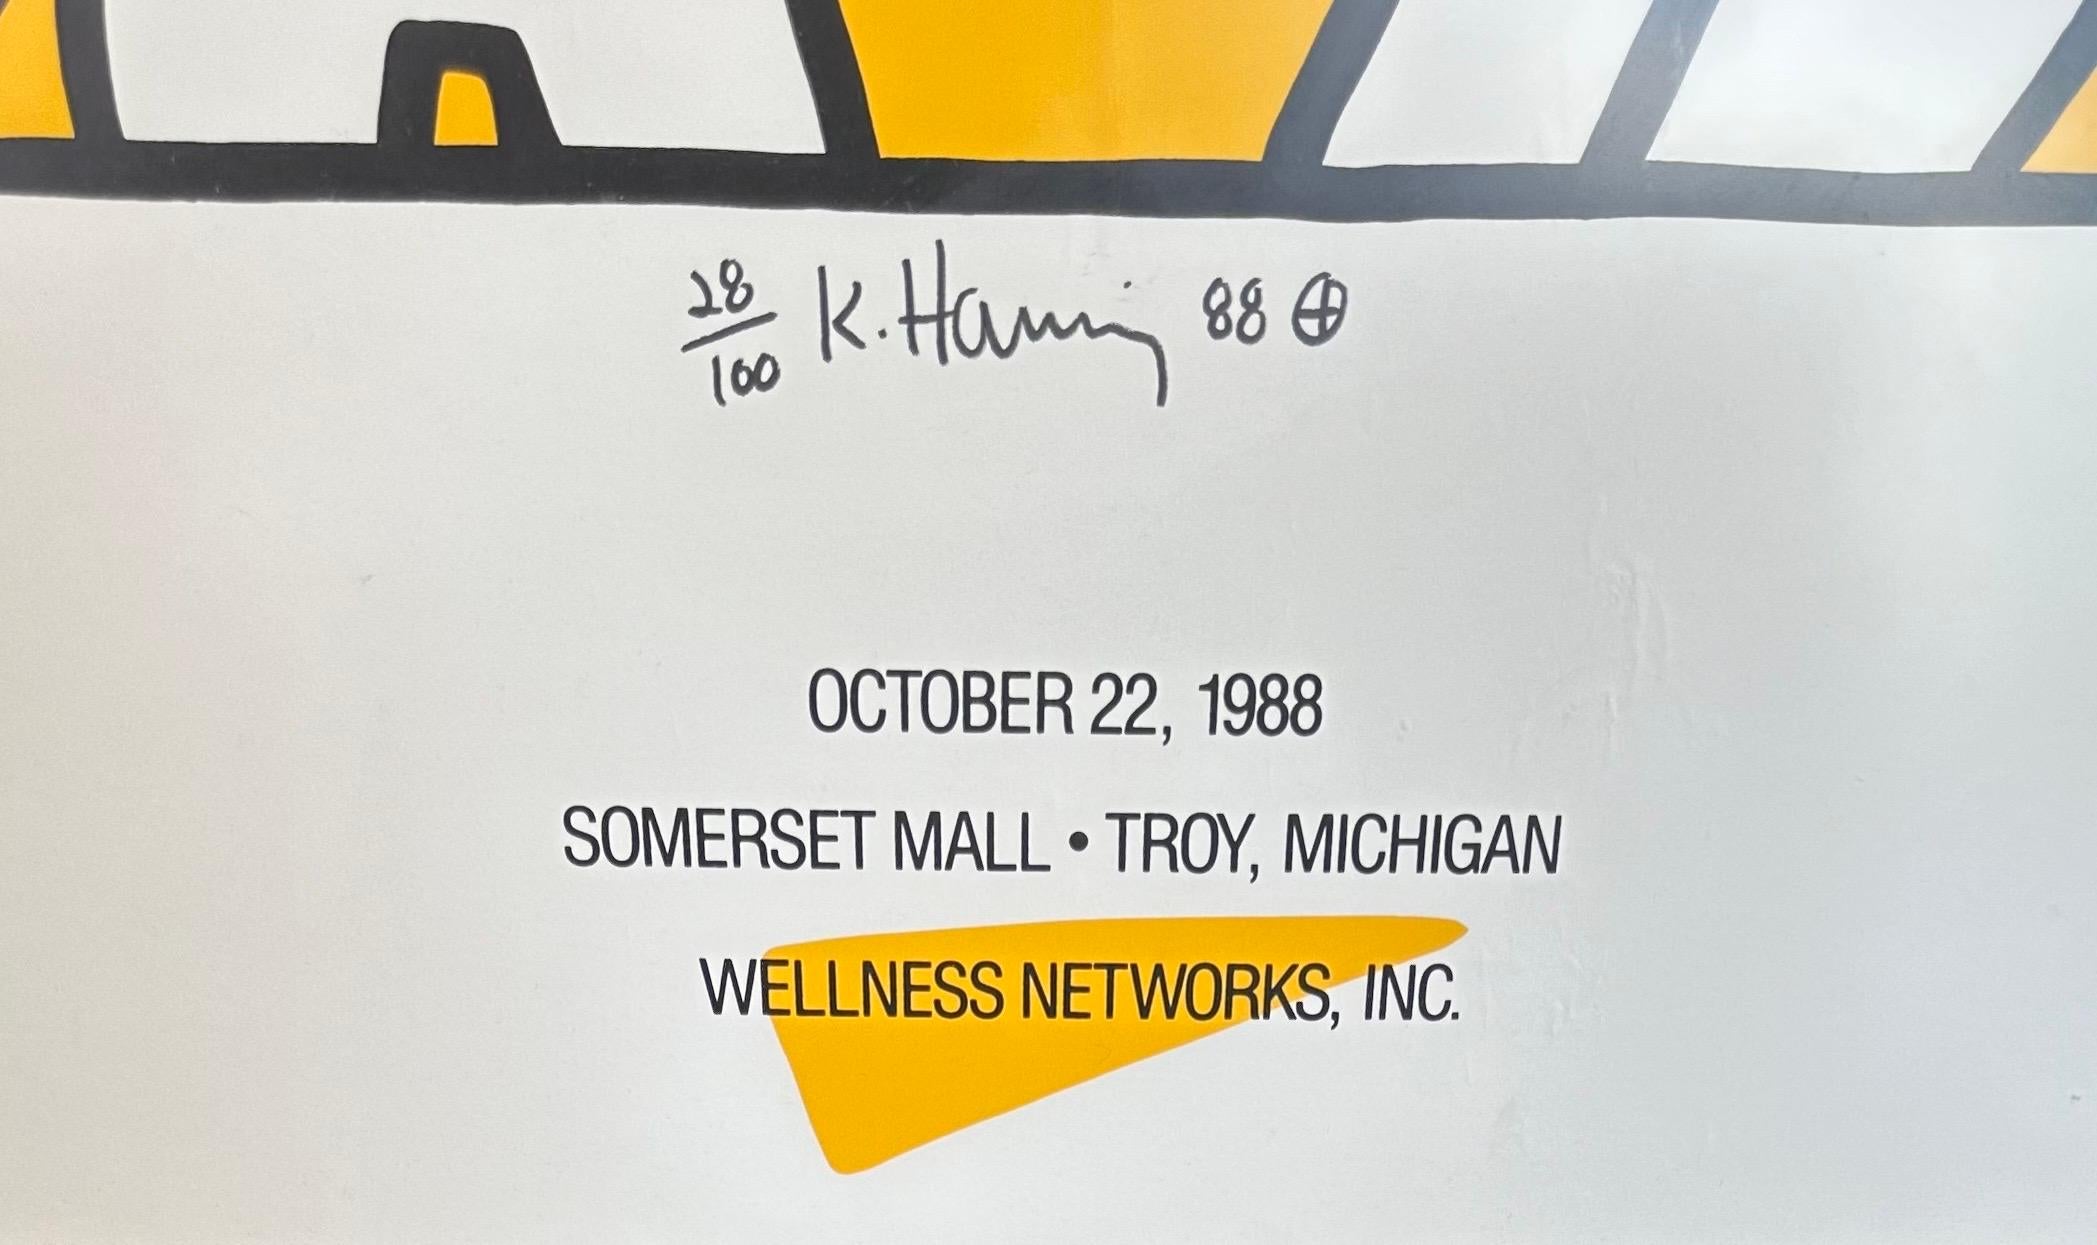 28/100 K. Haring 88 ⊕
OCTOBER 22, 1988
SOMERSET MALL • TROY, MICHIGAN
WELLNESS NETWORKS, INC.